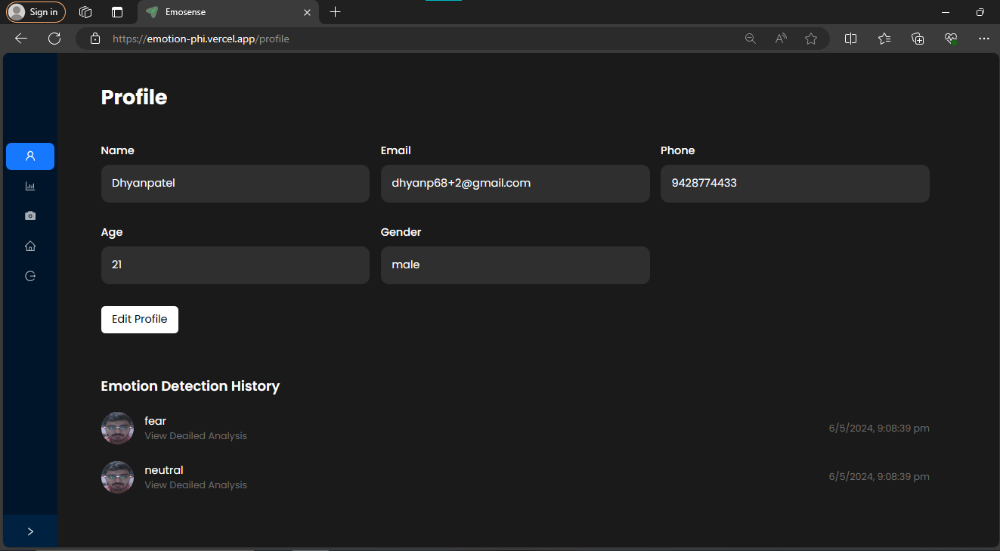 Sign in
Emosense
https://emotion-phi.vercel.app/profile
Profile
Name Email Phone
Dhyanpatel dhyanp68+2@gmail.com 9428774433
Age Gender
21 male
Edit Profile
Emotion Detection History
fear
View Deailed Analysis
6/5/2024, 9:08:39 pm
neutral
View Deailed Analysis
6/5/2024, 9:08:39 pm